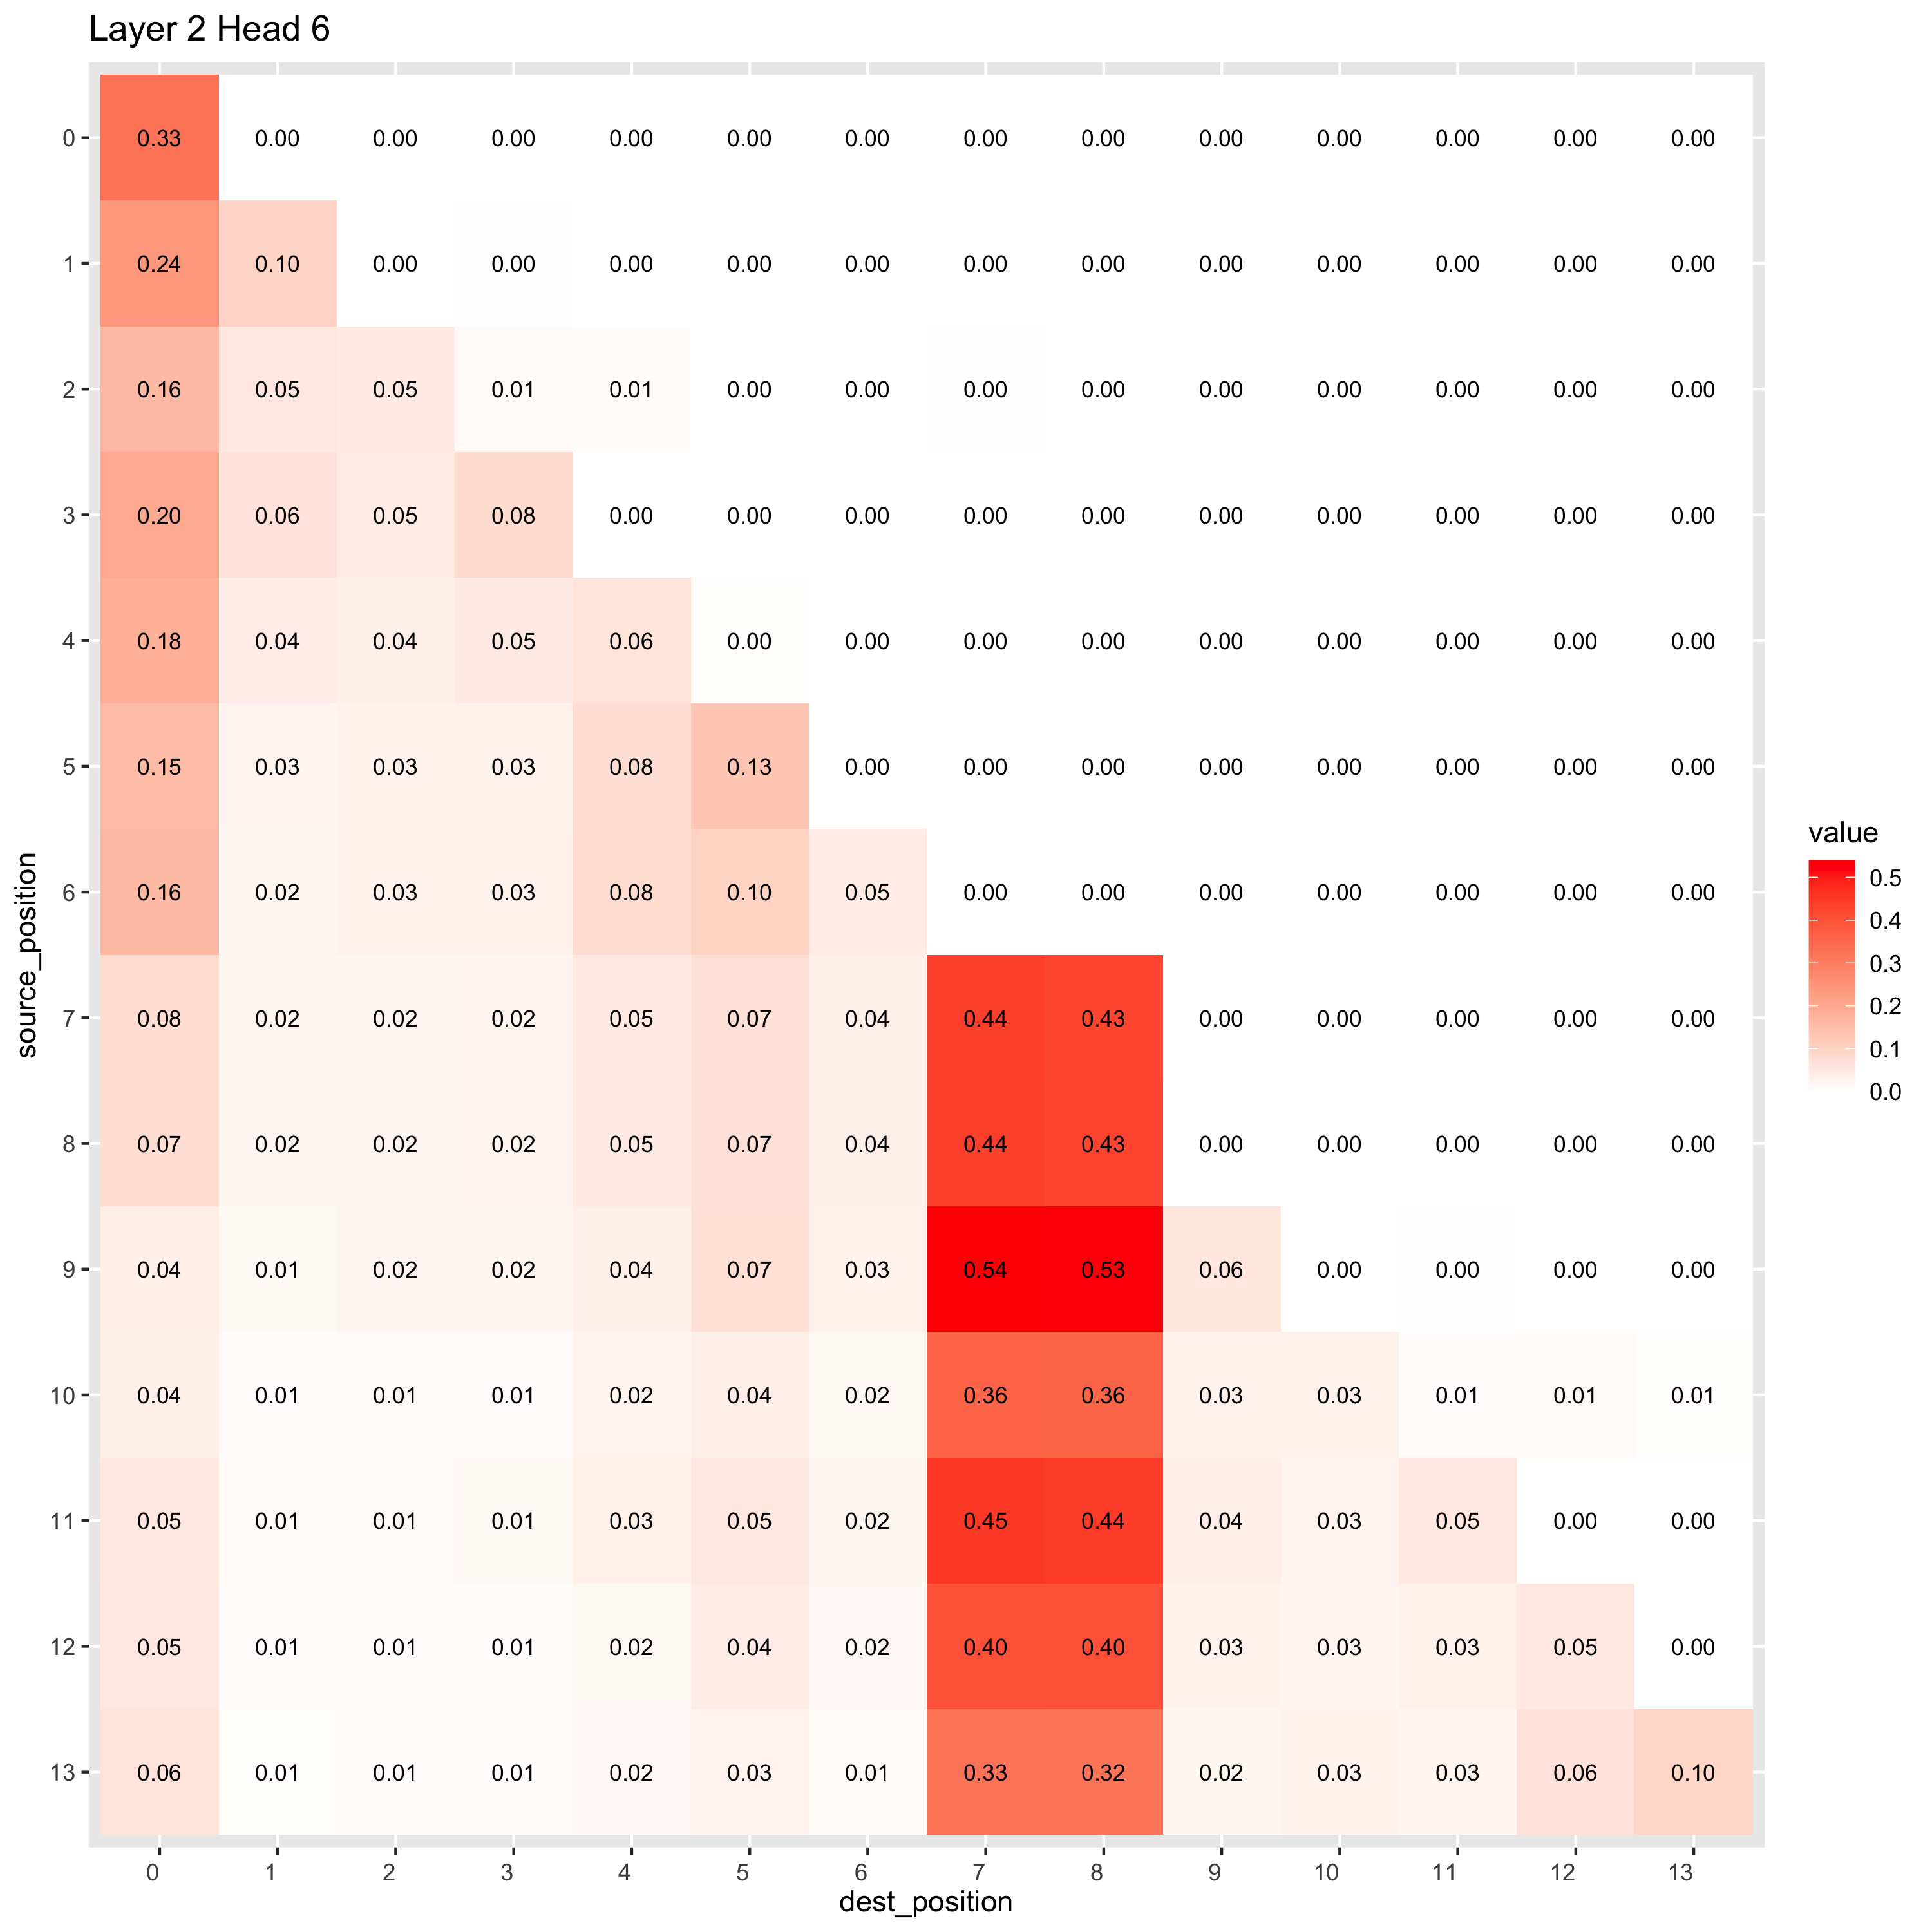 Layer 2 Head 6
0 0.33 0.00 0.00 0.00 0.00 0.00 0.00 0.00 0.00 0.00 0.00 0.00 0.00 0.00
1 0.24 0.10 0.00 0.00 0.00 0.00 0.00 0.00 0.00 0.00 0.00 0.00 0.00 0.00
2 0.16 0.05 0.05 0.01 0.01 0.00 0.00 0.00 0.00 0.00 0.00 0.00 0.00 0.00
3 0.20 0.06 0.05 0.08 0.00 0.00 0.00 0.00 0.00 0.00 0.00 0.00 0.00 0.00
4 0.18 0.04 0.04 0.05 0.06 0.00 0.00 0.00 0.00 0.00 0.00 0.00 0.00 0.00
5 0.15 0.03 0.03 0.03 0.08 0.13 0.00 0.00 0.00 0.00 0.00 0.00 0.00 0.00
6 0.16 0.02 0.03 0.03 0.08 0.10 0.05 0.00 0.00 0.00 0.00 0.00 0.00 0.00
7 0.08 0.02 0.02 0.02 0.05 0.07 0.04 0.44 0.43 0.00 0.00 0.00 0.00 0.00
8 0.07 0.02 0.02 0.02 0.05 0.07 0.04 0.44 0.43 0.00 0.00 0.00 0.00 0.00
9 0.04 0.01 0.02 0.02 0.04 0.07 0.03 0.54 0.53 0.06 0.00 0.00 0.00 0.00
10 0.04 0.01 0.01 0.01 0.02 0.04 0.02 0.36 0.36 0.03 0.03 0.01 0.01 0.01
11 0.05 0.01 0.01 0.01 0.03 0.05 0.02 0.45 0.44 0.04 0.03 0.05 0.00 0.00
12 0.05 0.01 0.01 0.01 0.02 0.04 0.02 0.40 0.40 0.03 0.03 0.03 0.05 0.00
13 0.06 0.01 0.01 0.01 0.02 0.03 0.01 0.33 0.32 0.02 0.03 0.03 0.06 0.10
0 1 2 3 4 5 6 7 8 9 10 11 12 13
dest_position
source_position
value
0.5
0.4
0.3
0.2
0.1
0.0